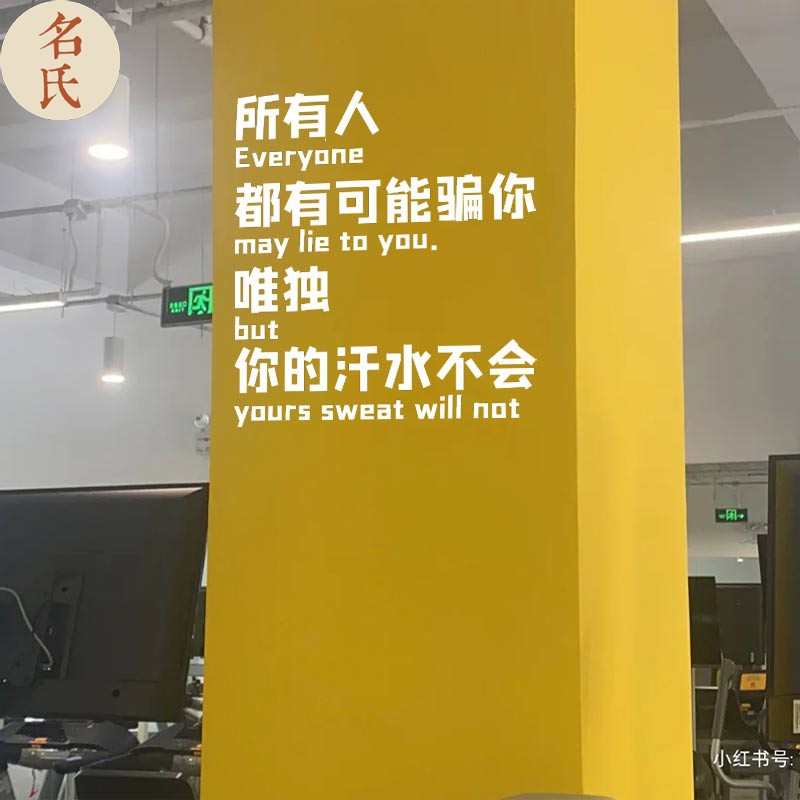 名氏
所有人
Everyone
都有可能骗你
may lie to you.
唯独
but
你的汗水不会
yours sweat will not
小红书号: